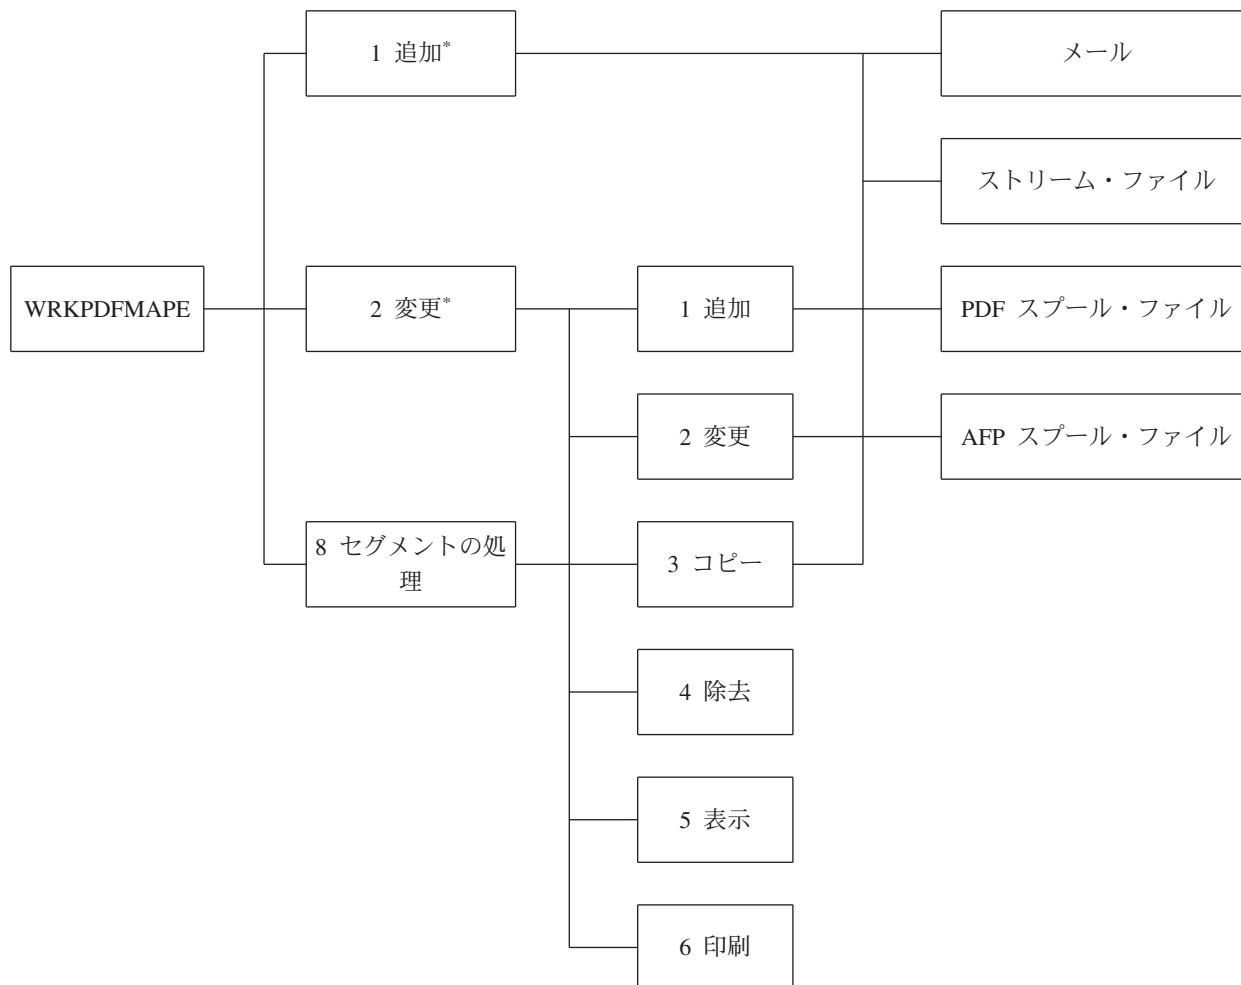 1 追加*
メール
ストリーム・ファイル
WRKPDFMAPE
2 変更*
1 追加
PDF スプール・ファイル
2 変更
AFP スプール・ファイル
8 セグメントの処
理
3 コピー
4 除去
5 表示
6 印刷